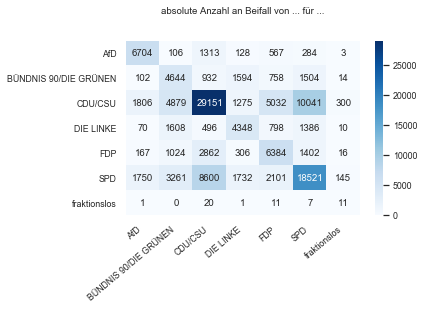 absolute Anzahl an Beifall von ... für ...
AfD 6704 106 1313 128 567 284 3
BÜNDNIS 90/DIE GRÜNEN 102 4644 932 1594 758 1504 14
CDU/CSU 1806 4879 29151 1275 5032 10041 300
DIE LINKE 70 1608 496 4348 798 1386 10
FDP 167 1024 2862 306 6384 1402 16
SPD 1750 3261 8600 1732 2101 18521 145
fraktionslos 1 0 20 1 11 7 11
AfD
BÜNDNIS 90/DIE GRÜNEN
CDU/CSU
DIE LINKE
FDP
SPD
fraktionslos
25000
20000
15000
10000
5000
0